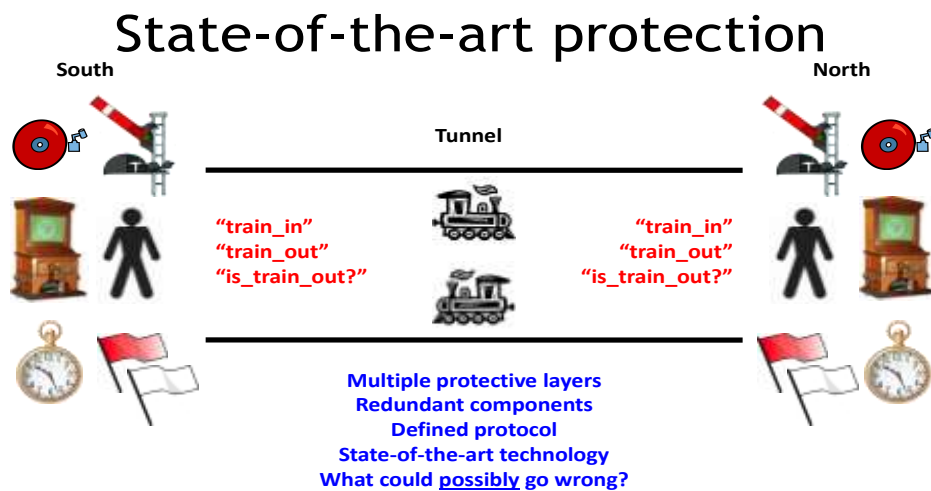 State-of-the-art protection
South
North
Tunnel
“train_in”
“train_out”
“is_train_out?”
“train_in”
“train_out”
“is_train_out?”
Multiple protective layers
Redundant components
Defined protocol
State-of-the-art technology
What could possibly go wrong?